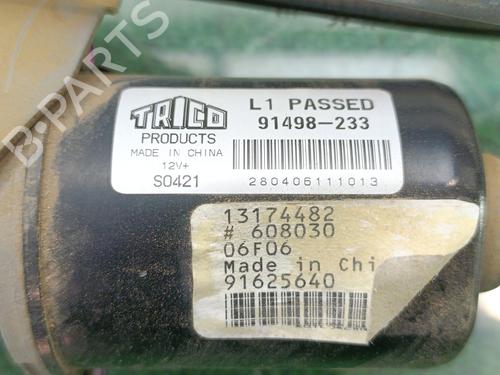 TRICO
PRODUCTS
MADE IN CHINA
12V+
S0421
L1 PASSED
91498-233
280406111013
13174482
# 608030
06F06
Made in Chi
91625640
B-PARTS